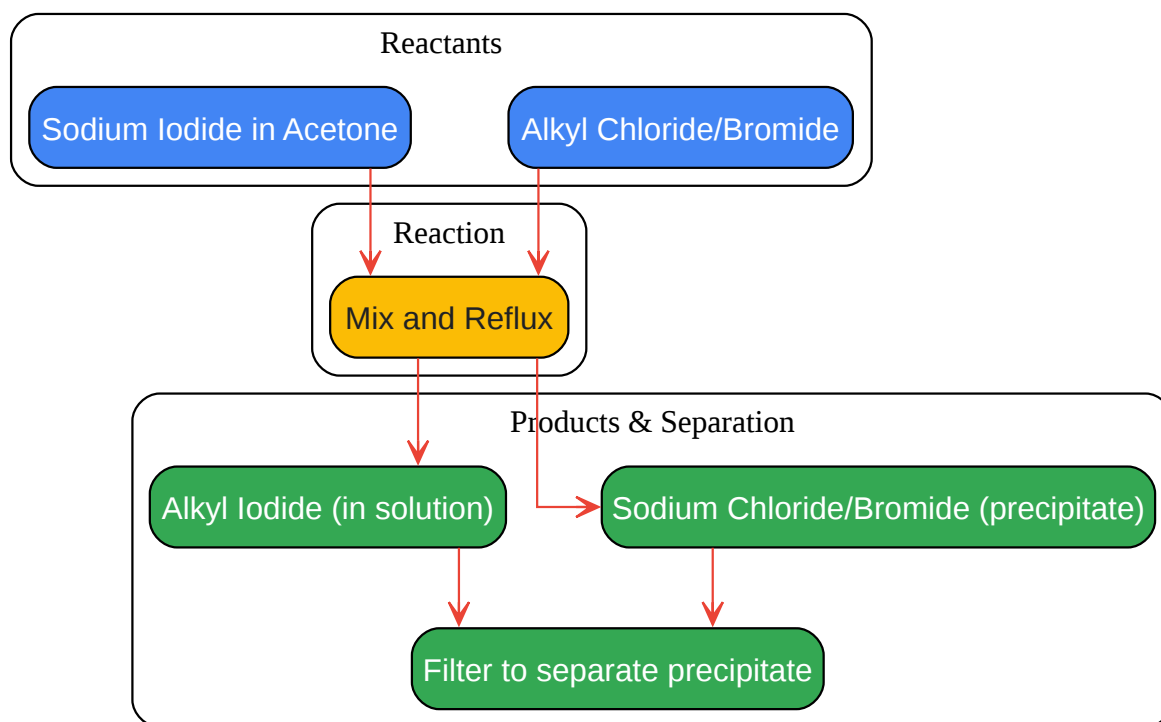 Reactants
Sodium Iodide in Acetone
Alkyl Chloride/Bromide
Reaction
Mix and Reflux
Products & Separation
Alkyl Iodide (in solution)
Sodium Chloride/Bromide (precipitate)
Filter to separate precipitate